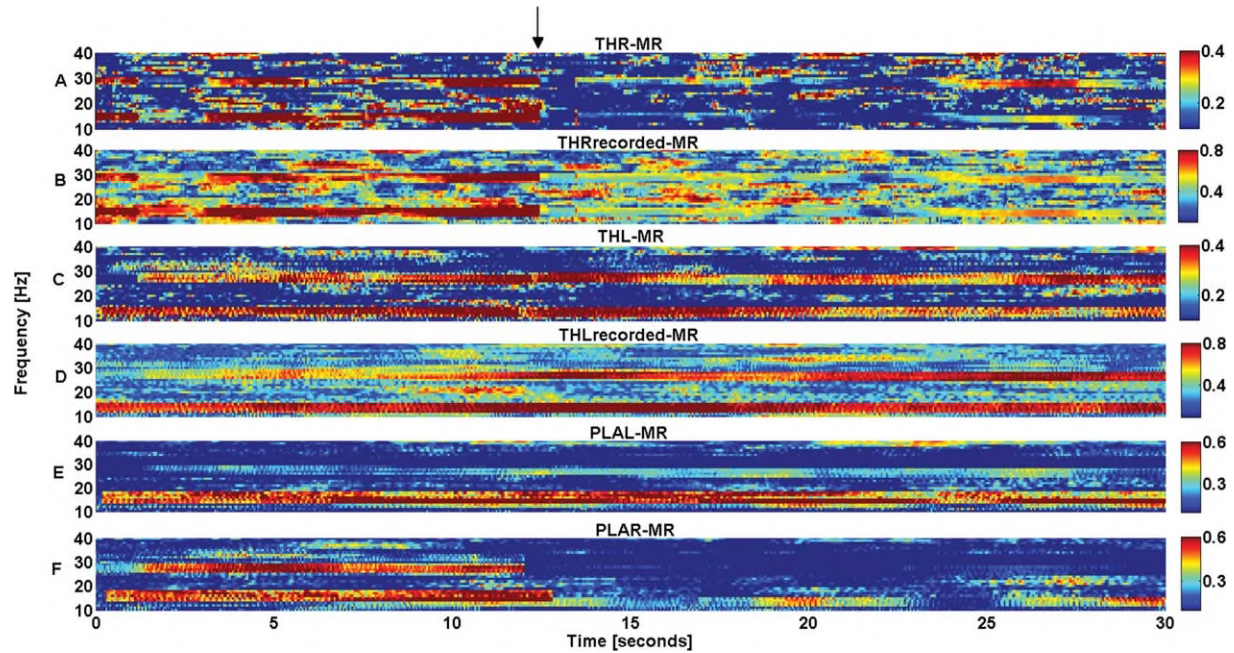 THR-MR
A
40
30
20
10
0.4
0.2
THRrecorded-MR
B
40
30
20
10
0.8
0.4
THL-MR
C
40
30
20
10
0.4
0.2
THLrecorded-MR
D
40
30
20
10
0.8
0.4
PLAL-MR
E
40
30
20
10
0.6
0.3
PLAR-MR
F
40
30
20
10
0.6
0.3
Frequency [Hz]
0 5 10 15 20 25 30
Time [seconds]